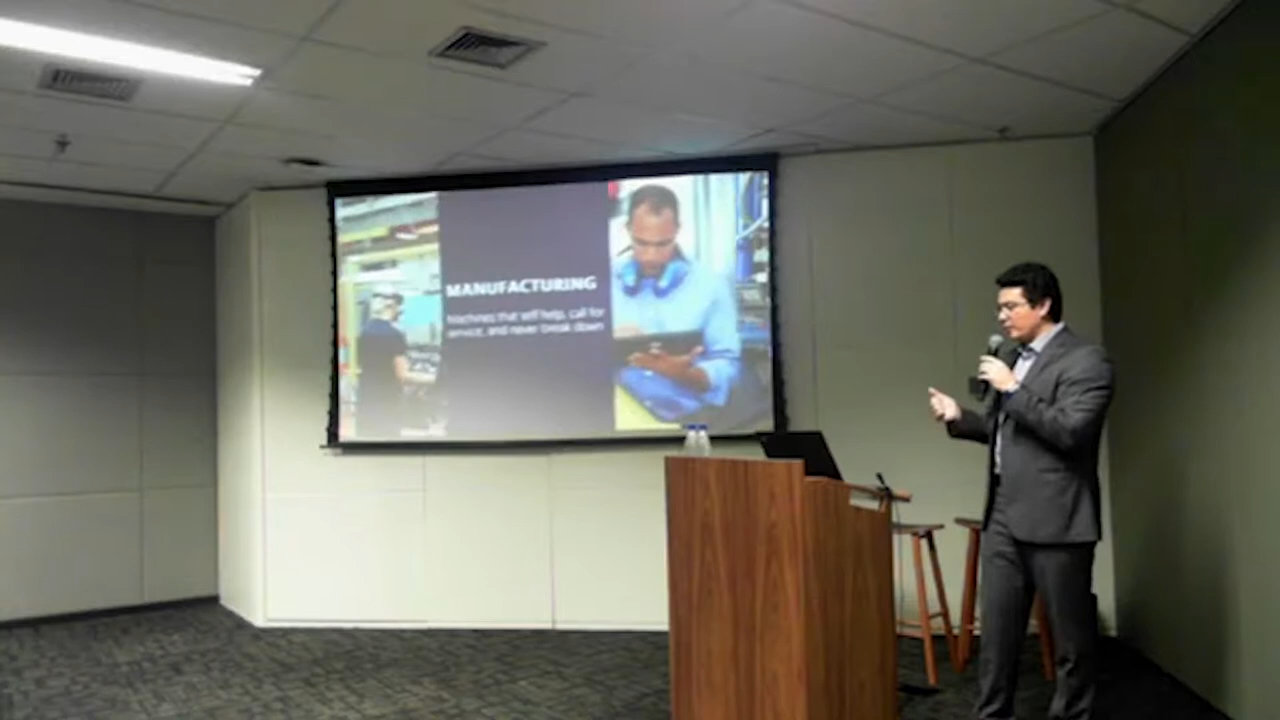 MANUFACTURING
Machines that self help, call for
service, and never break down